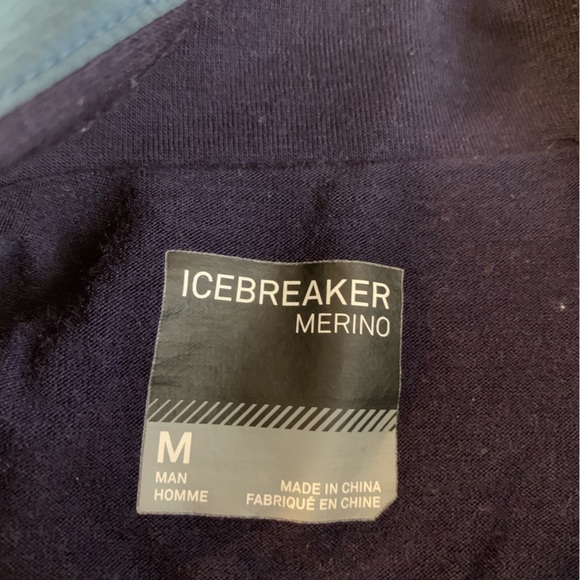 ICEBREAKER
MERINO
M
MAN
HOMME
MADE IN CHINA
FABRIQUÉ EN CHINE